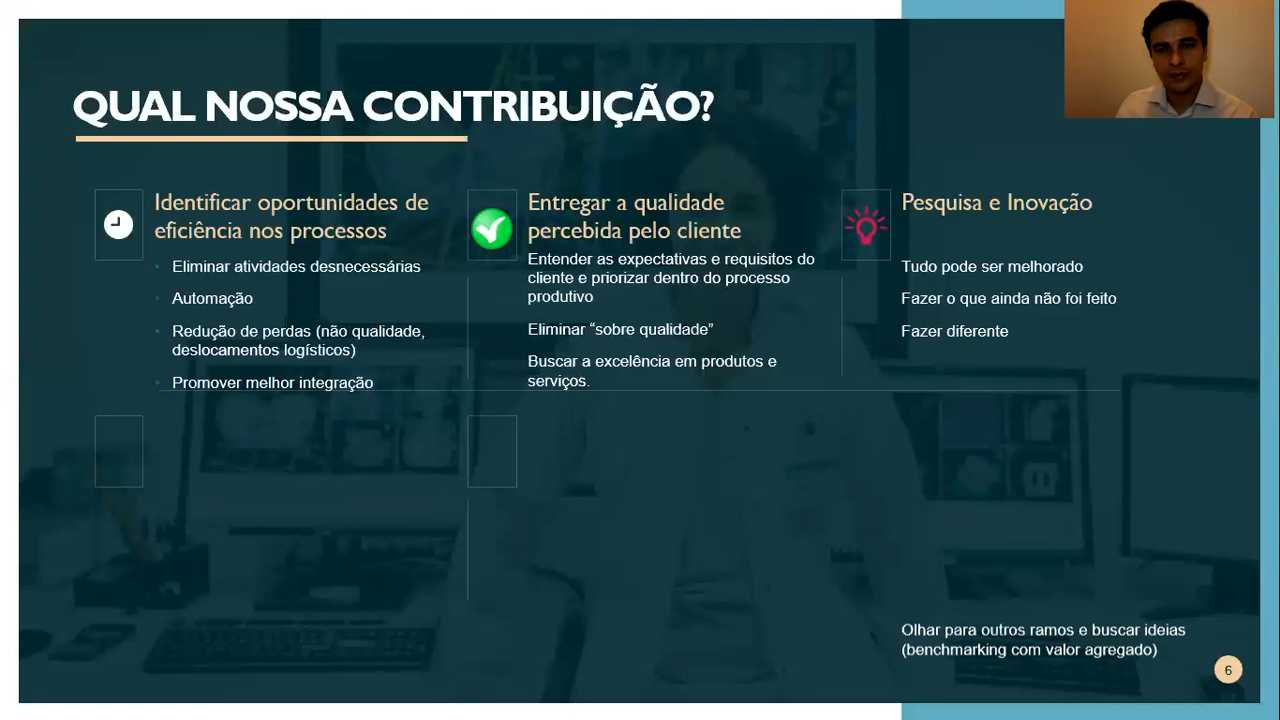 QUAL NOSSA CONTRIBUIÇÃO?
Identificar oportunidades de
eficiência nos processos
Eliminar atividades desnecessárias
Automação
Redução de perdas (não qualidade,
deslocamentos logísticos)
Promover melhor integração
Entregar a qualidade
percebida pelo cliente
Entender as expectativas e requisitos do
cliente e priorizar dentro do processo
produtivo
Eliminar “sobre qualidade”
Buscar a excelência em produtos e
serviços.
Pesquisa e Inovação
Tudo pode ser melhorado
Fazer o que ainda não foi feito
Fazer diferente
Olhar para outros ramos e buscar ideias
(benchmarking com valor agregado)
6